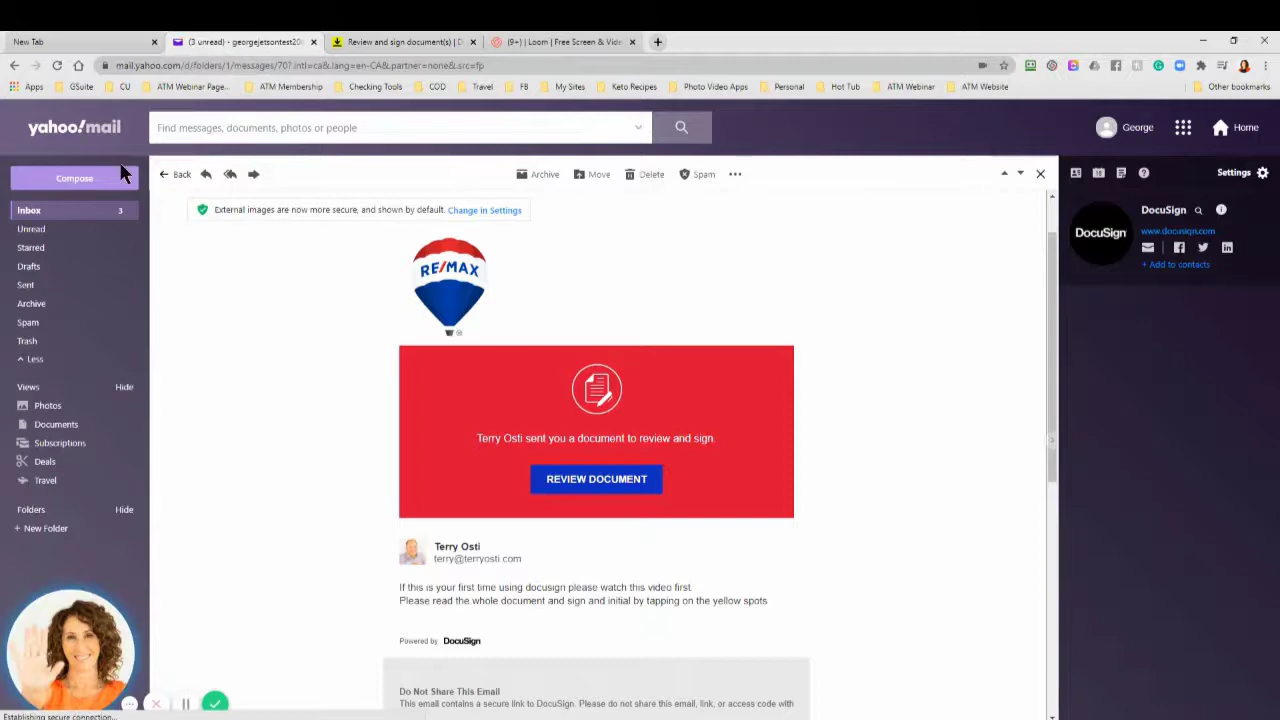 New Tab
(3 unread) - georgejetsontest20
Review and sign document(s) | D
(9+) Loom | Free Screen & Vide
mail.yahoo.com/d/folders/1/messages/70?.intl=ca&.lang=en-CA&.partner=none&.src=fp
Apps
GSuite
CU
ATM Webinar Page...
ATM Membership
Checking Tools
COD
Travel
FB
My Sites
Keto Recipes
Photo Video Apps
Personal
Hot Tub
ATM Webinar
ATM Website
Other bookmarks
yahoo!mail
Find messages, documents, photos or people
George
Home
Compose
Back
Archive
Move
Delete
Spam
Settings
Inbox 3
Unread
Starred
Drafts
Sent
Archive
Spam
Trash
Less
Views Hide
Photos
Documents
Subscriptions
Deals
Travel
Folders Hide
+ New Folder
External images are now more secure, and shown by default. Change in Settings
RE/MAX
Terry Osti sent you a document to review and sign.
REVIEW DOCUMENT
Terry Osti
terry@terryosti.com
If this is your first time using docusign please watch this video first.
Please read the whole document and sign and initial by tapping on the yellow spots
Powered by DocuSign
Do Not Share This Email
This email contains a secure link to DocuSign. Please do not share this email, link, or access code with
DocuSign
DocuSign
www.docusign.com
+ Add to contacts
Establishing secure connection...